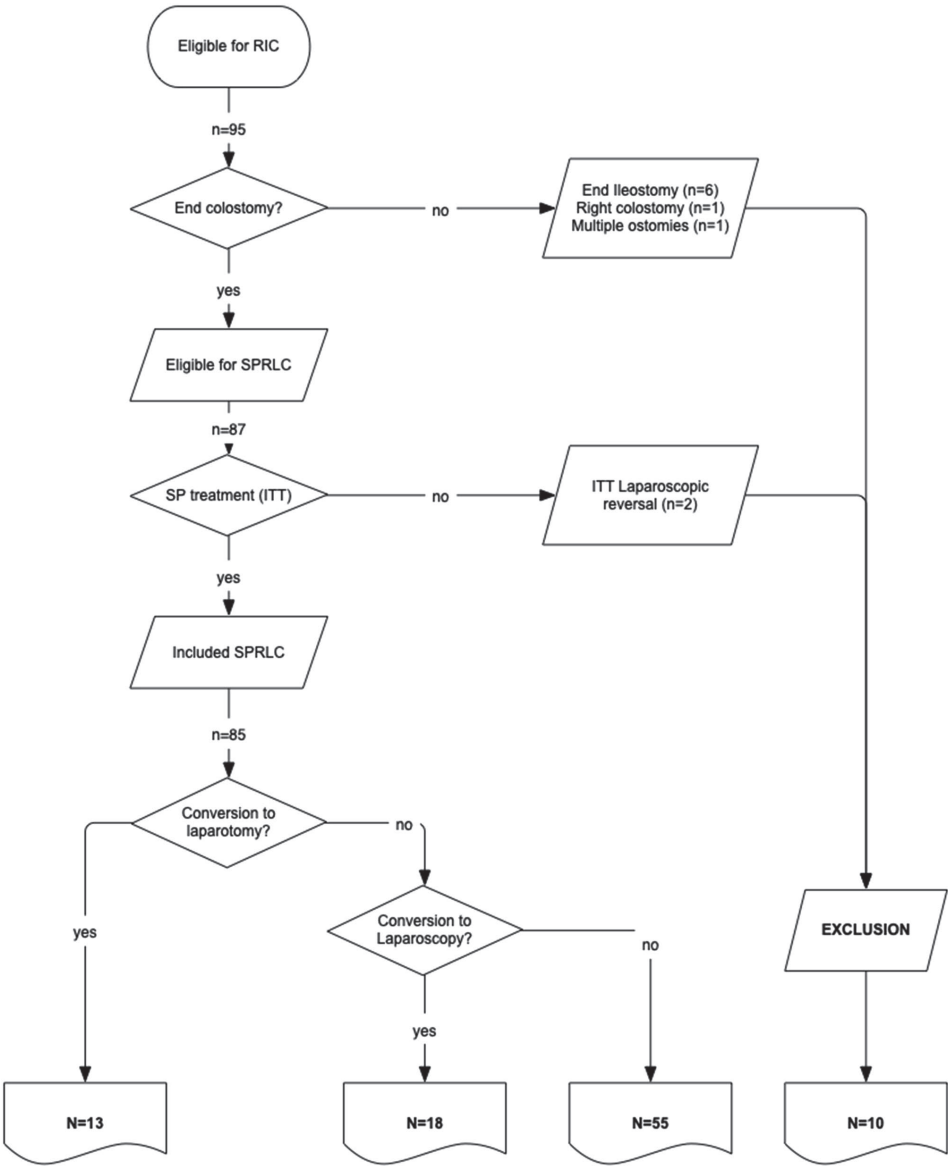 Eligible for RIC
n=95
End colostomy?
no
End Ileostomy (n=6)
Right colostomy (n=1)
Multiple ostomies (n=1)
yes
Eligible for SPRLC
n=87
SP treatment (ITT)
no
ITT Laparoscopic
reversal (n=2)
yes
Included SPRLC
n=85
Conversion to
laparotomy?
no
yes
Conversion to
Laparoscopy?
no
yes
EXCLUSION
N=13
N=18
N=55
N=10